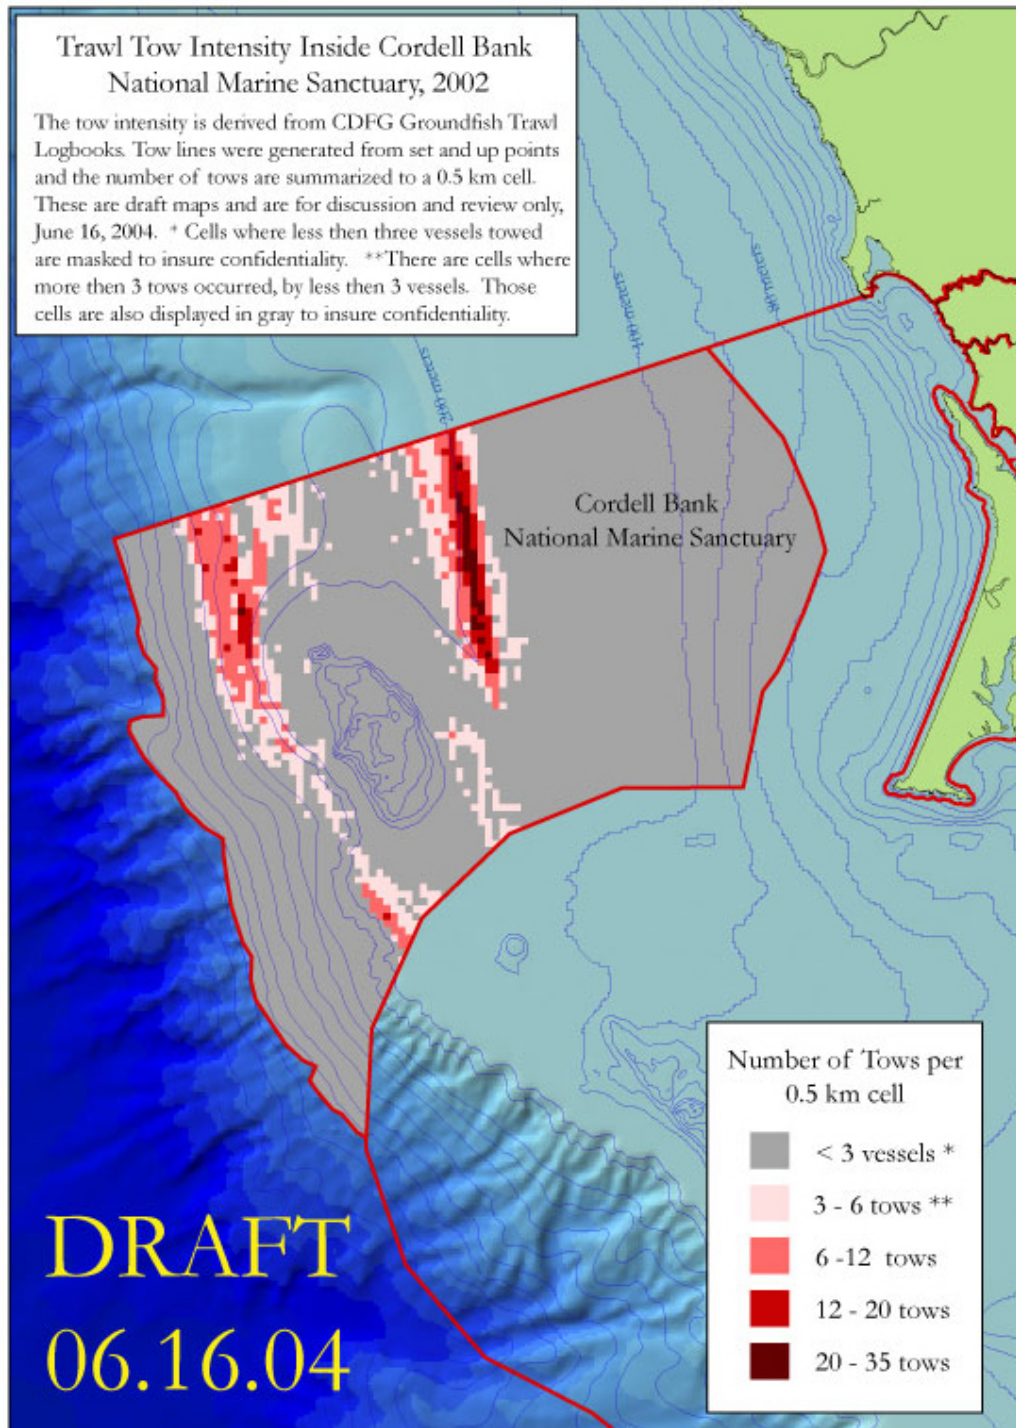 Trawl Tow Intensity Inside Cordell Bank
National Marine Sanctuary, 2002
The tow intensity is derived from CDFG Groundfish Trawl
Logbooks. Tow lines were generated from set and up points
and the number of tows are summarized to a 0.5 km cell.
These are draft maps and are for discussion and review only,
June 16, 2004. * Cells where less then three vessels towed
are masked to insure confidentiality. **There are cells where
more then 3 tows occurred, by less then 3 vessels. Those
cells are also displayed in gray to insure confidentiality.
80 meters
100 meters
200 meters
Cordell Bank
National Marine Sanctuary
Number of Tows per
0.5 km cell
< 3 vessels *
3 - 6 tows **
6 -12 tows
12 - 20 tows
20 - 35 tows
DRAFT
06.16.04